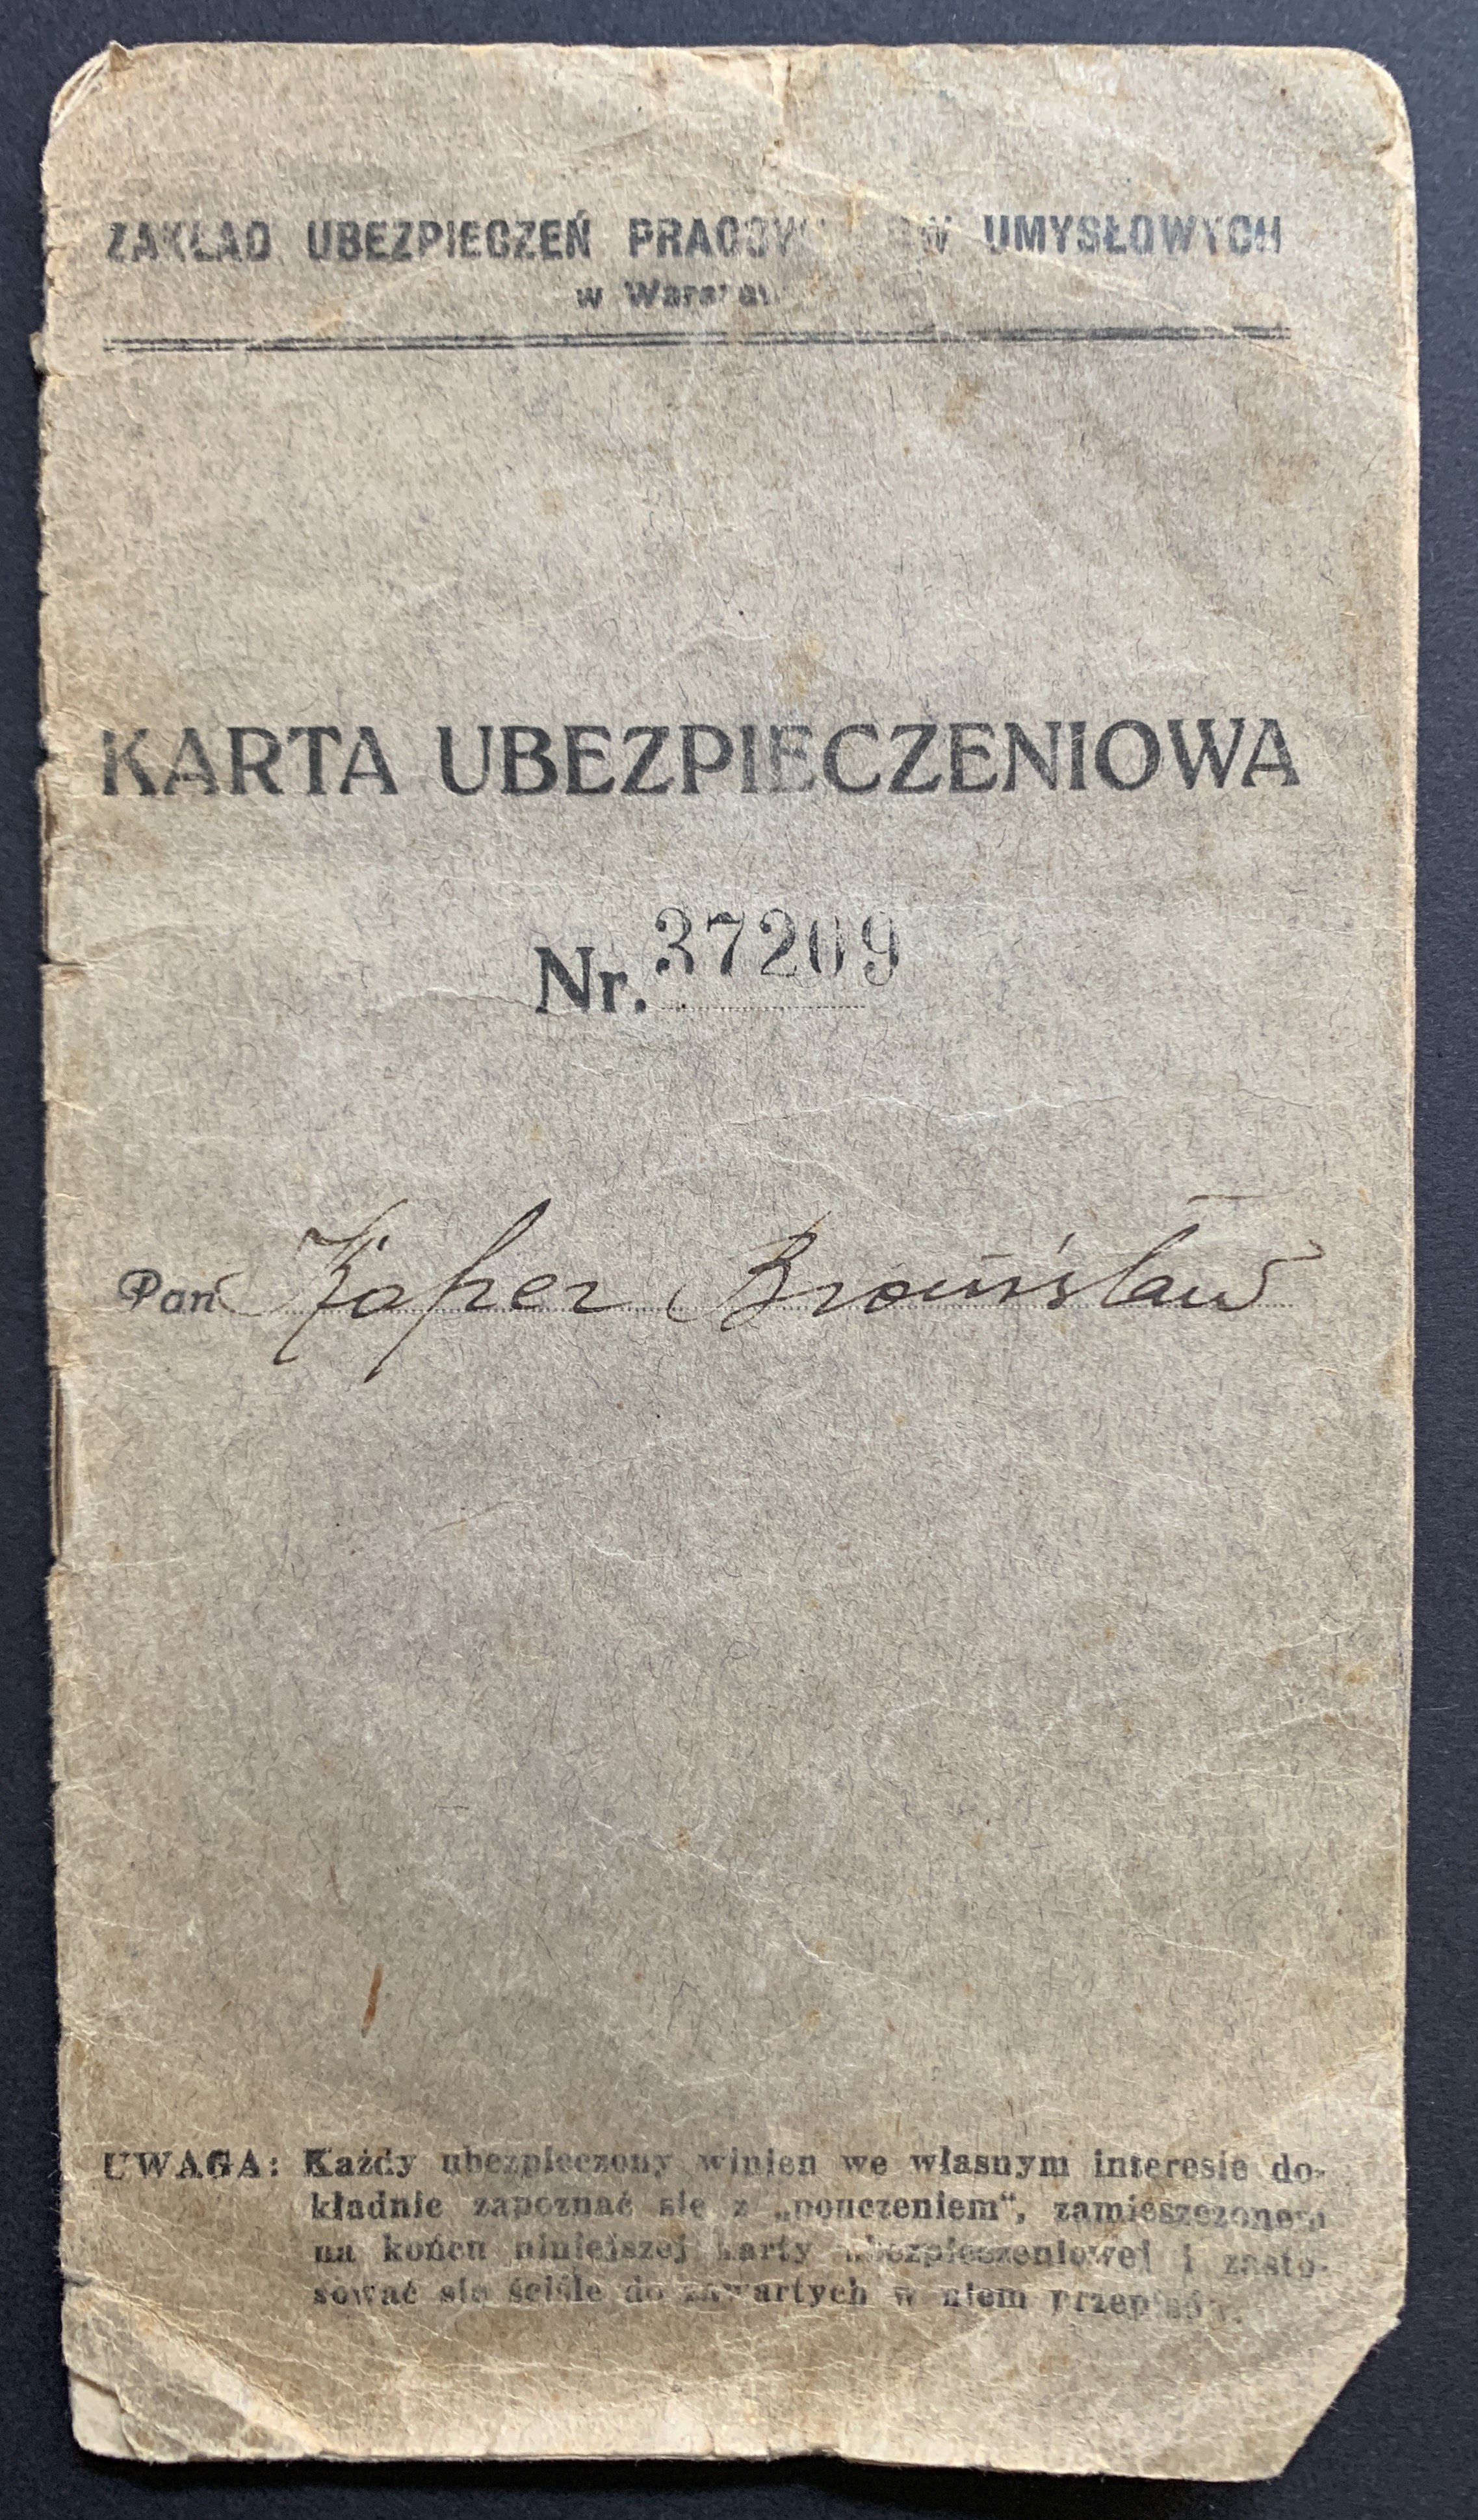 ZAKŁAD UBEZPIECZEŃ PRACOWNIKÓW UMYSŁOWYCH
w Warszawie
KARTA UBEZPIECZENIOWA
Nr. 37209
Pan Kaper Bronisław
UWAGA: Każdy ubezpieczony winien we własnym interesie do-
kładnie zapoznać się z „pouczeniem“, zamieszczonem
na końcu niniejszej karty ubezpieczeniowej i zasto-
sować się ściśle do zawartych w niem przepisów.